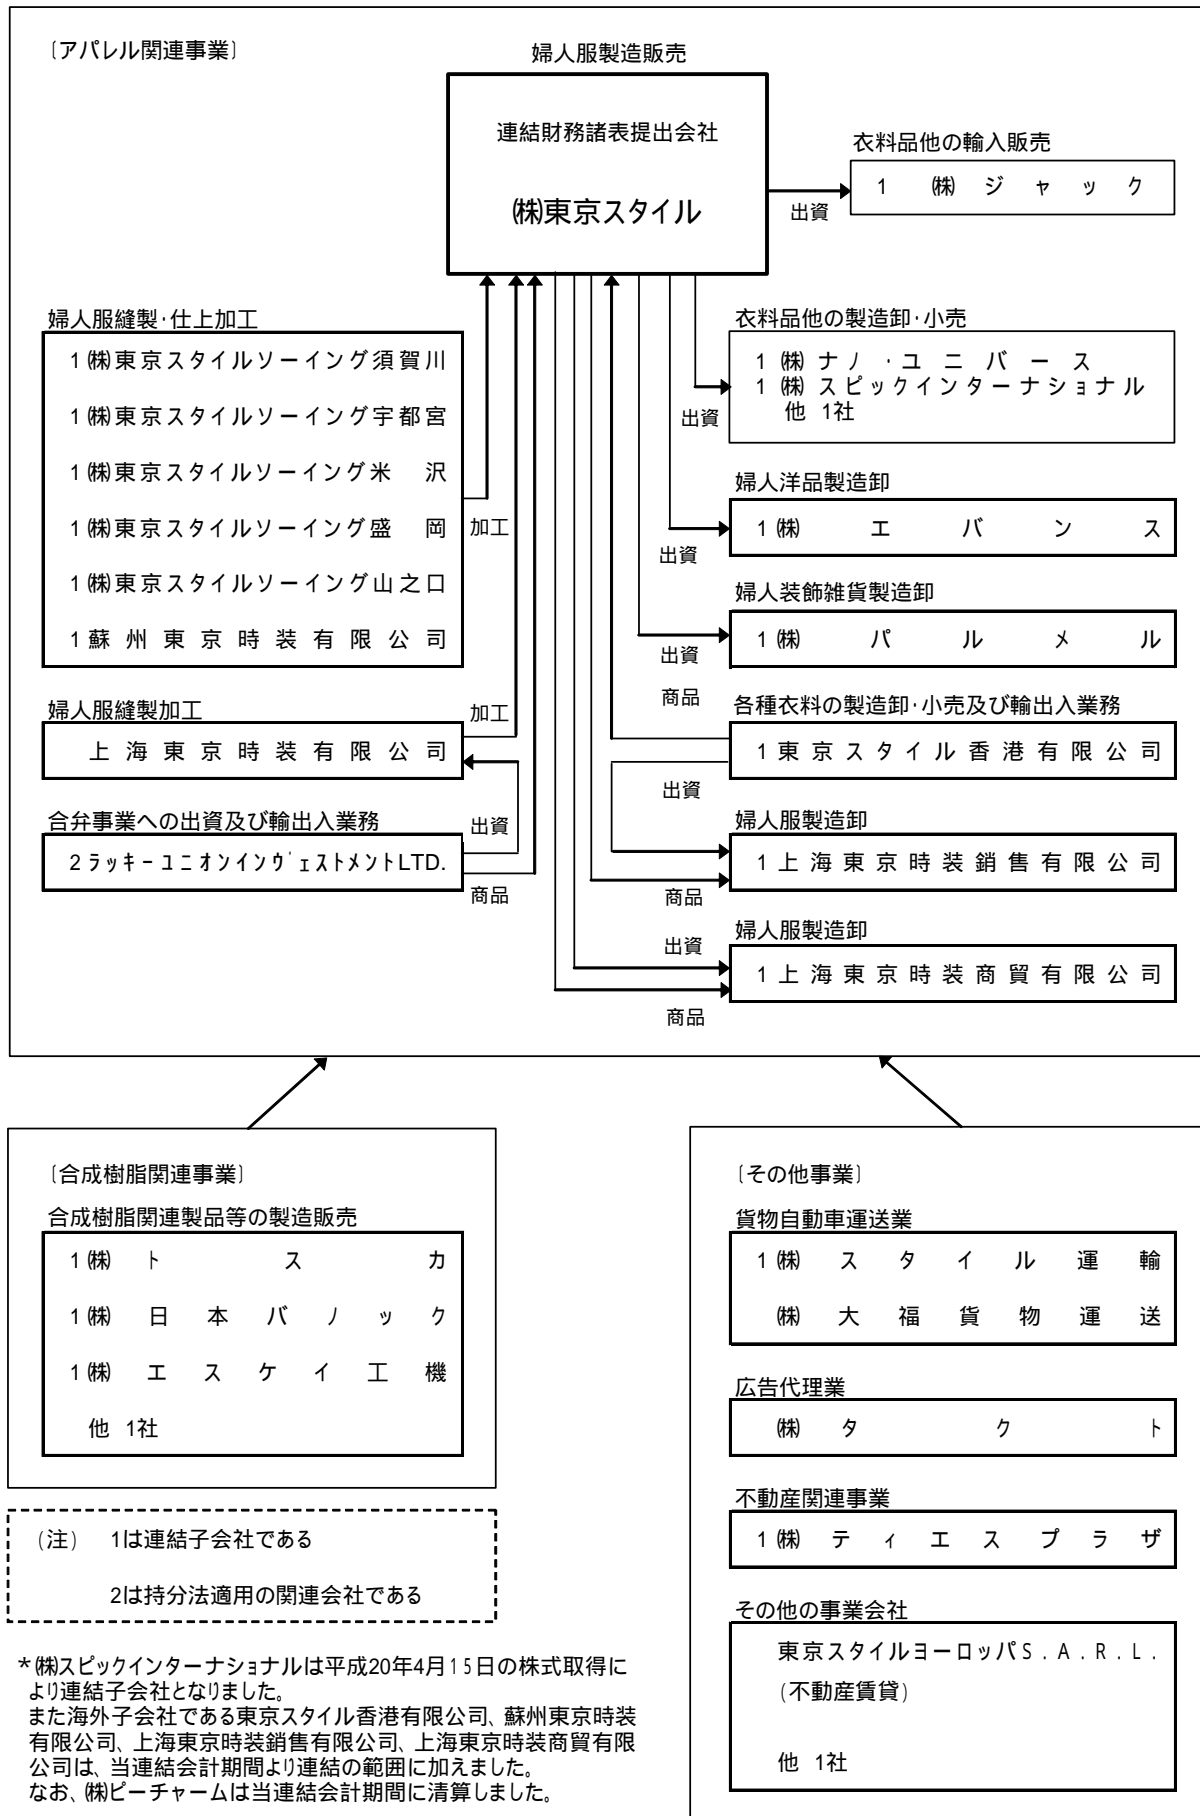 〔アパレル関連事業〕
婦人服製造販売
連結財務諸表提出会社
㈱東京スタイル
衣料品他の輸入販売
1 ㈱ジャック
出資
婦人服縫製・仕上加工
1㈱東京スタイルソーイング須賀川
1㈱東京スタイルソーイング宇都宮
1㈱東京スタイルソーイング米沢
1㈱東京スタイルソーイング盛岡
1㈱東京スタイルソーイング山之口
1蘇州東京時装有限公司
加工
衣料品他の製造卸・小売
1㈱ナノ・ユニバース
1㈱スピックインターナショナル
他 1社
出資
婦人洋品製造卸
1㈱エバンス
出資
婦人装飾雑貨製造卸
1㈱パルメル
出資
商品
婦人服縫製加工
上海東京時装有限公司
加工
各種衣料の製造卸・小売及び輸出入業務
1東京スタイル香港有限公司
出資
合弁事業への出資及び輸出入業務
2ラッキーユニオンインヴェストメントLTD.
出資
商品
婦人服製造卸
1上海東京時装銷售有限公司
商品
婦人服製造卸
1上海東京時装商貿有限公司
出資
商品
〔合成樹脂関連事業〕
合成樹脂関連製品等の製造販売
1㈱トスカ
1㈱日本バノック
1㈱エスケイ工機
他 1社
〔その他事業〕
貨物自動車運送業
1㈱スタイル運輸
㈱大福貨物運送
広告代理業
㈱タクト
不動産関連事業
1㈱ティエスプラザ
その他の事業会社
東京スタイルヨーロッパS.A.R.L.
(不動産賃貸)
他 1社
(注) 1は連結子会社である
2は持分法適用の関連会社である
*㈱スピックインターナショナルは平成20年4月15日の株式取得に
より連結子会社となりました。
また海外子会社である東京スタイル香港有限公司、蘇州東京時装
有限公司、上海東京時装銷售有限公司、上海東京時装商貿有限
公司は、当連結会計期間より連結の範囲に加えました。
なお、㈱ピーチャームは当連結会計期間に清算しました。